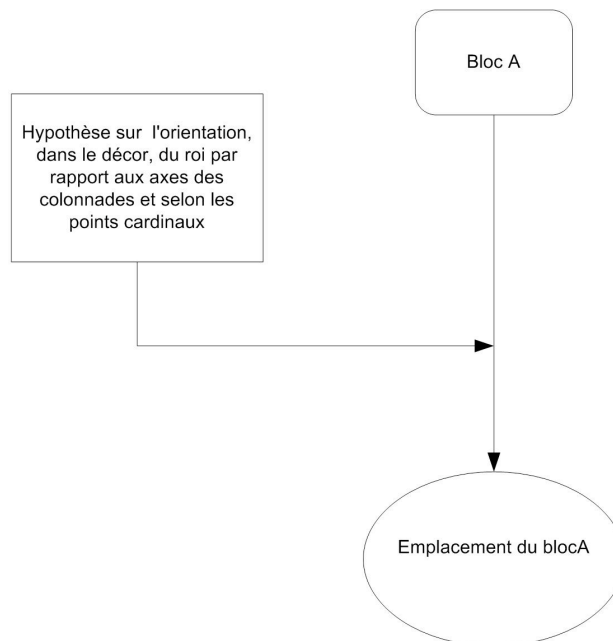 Bloc A
Hypothèse sur l'orientation,
dans le décor, du roi par
rapport aux axes des
colonnades et selon les
points cardinaux
Emplacement du blocA